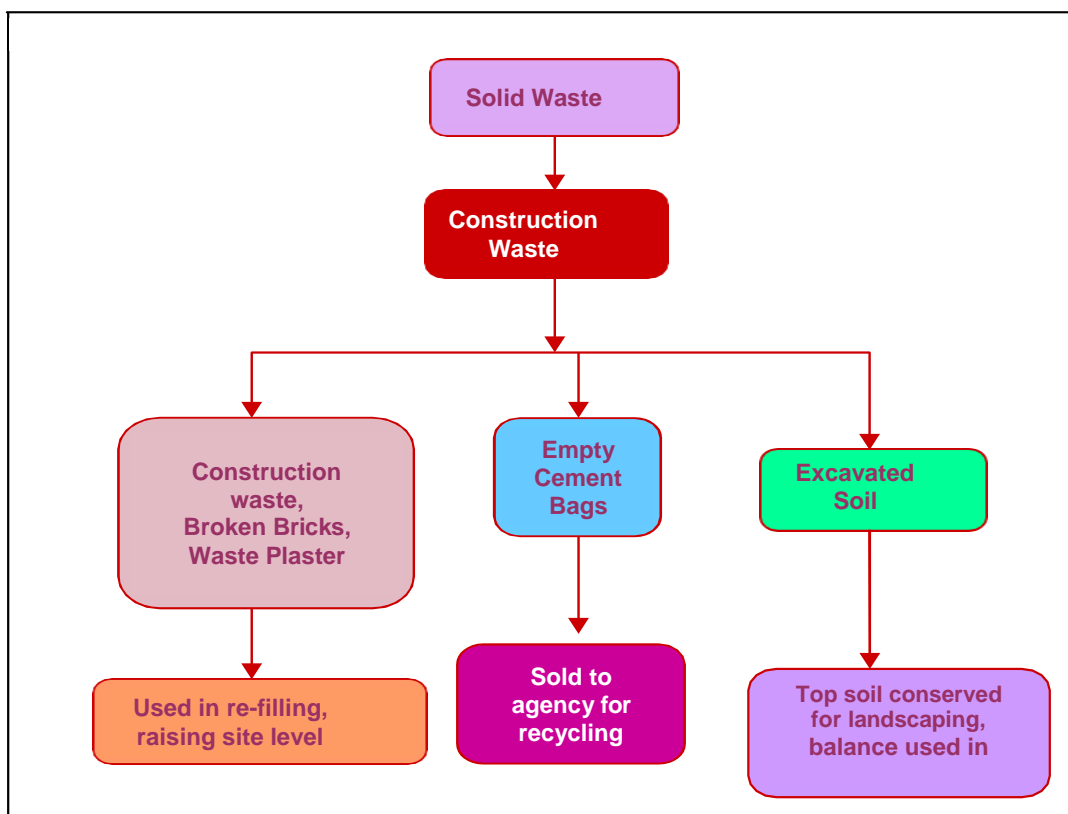 Solid Waste
Construction
Waste
Construction
waste,
Broken Bricks,
Waste Plaster
Empty
Cement
Bags
Excavated
Soil
Used in re-filling,
raising site level
Sold to
agency for
recycling
Top soil conserved
for landscaping,
balance used in